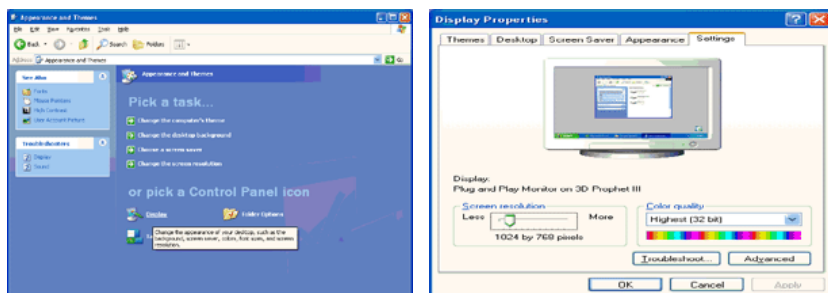 Appearance and Themes
File Edit View Favorites Tools Help
Back Search Folders
Address Appearance and Themes Go
See Also
Fonts
Mouse Pointers
High Contrast
User Account Picture
Troubleshooters
Display
Sound
Appearance and Themes
Pick a task...
Change the computer's theme
Change the desktop background
Choose a screen saver
Change the screen resolution
or pick a Control Panel icon
Display Folder Options
Change the appearance of your desktop, such as the
background, screen saver, colors, font sizes, and screen
resolution.
Display Properties
Themes Desktop Screen Saver Appearance Settings
Display:
Plug and Play Monitor on 3D Prophet III
Screen resolution
Less More
1024 by 768 pixels
Color quality
Highest (32 bit)
Troubleshoot... Advanced
OK Cancel Apply